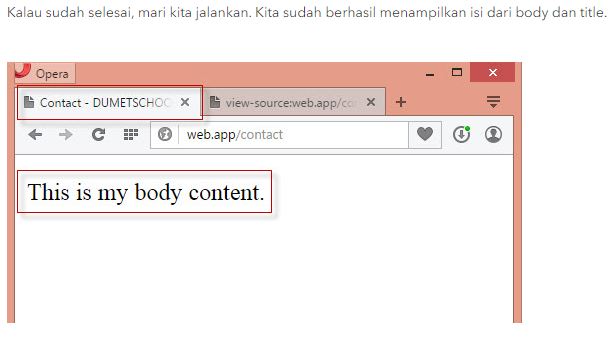 Kalau sudah selesai, mari kita jalankan. Kita sudah berhasil menampilkan isi dari body dan title.
Opera
Contact - DUMETSCHOO
view-source:web.app/co
web.app/contact
This is my body content.